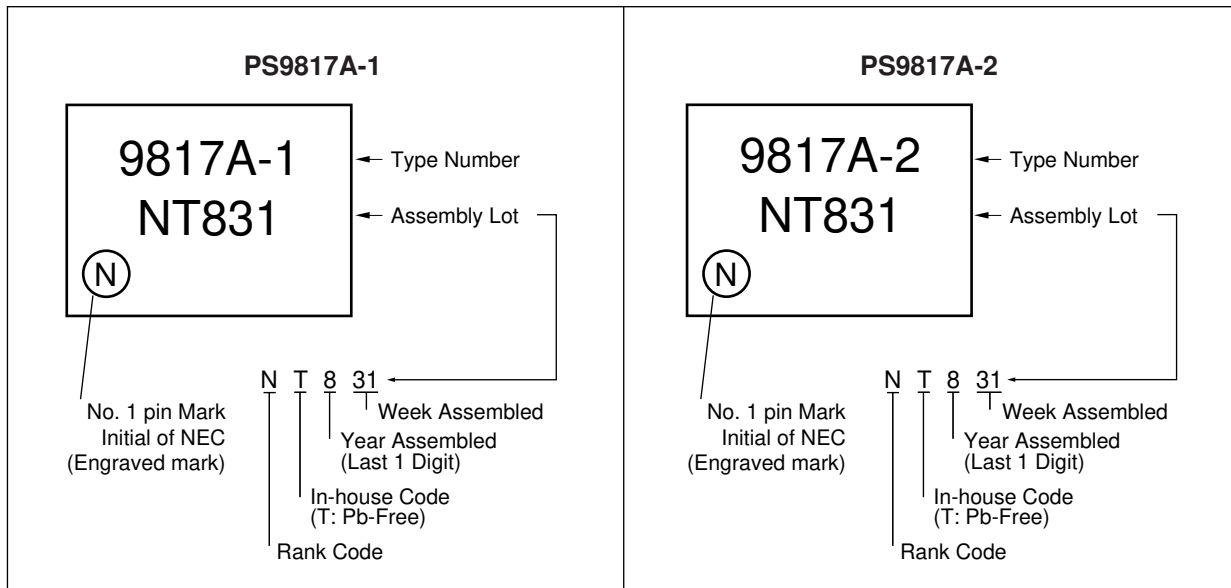 PS9817A-1
9817A-1
Type Number
NT831
Assembly Lot
N
N T 8 31
No. 1 pin Mark
Initial of NEC
(Engraved mark)
Week Assembled
Year Assembled
(Last 1 Digit)
In-house Code
(T: Pb-Free)
Rank Code
PS9817A-2
9817A-2
Type Number
NT831
Assembly Lot
N
N T 8 31
No. 1 pin Mark
Initial of NEC
(Engraved mark)
Week Assembled
Year Assembled
(Last 1 Digit)
In-house Code
(T: Pb-Free)
Rank Code